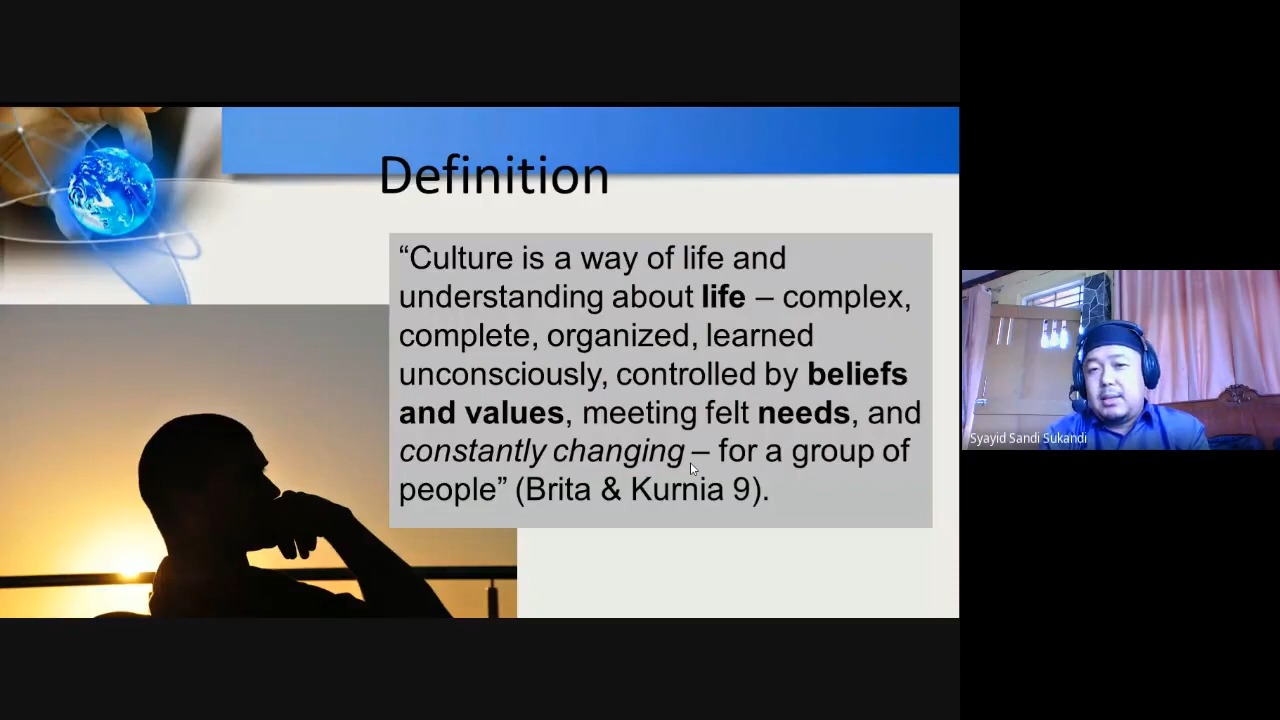 Definition
“Culture is a way of life and
understanding about life – complex,
complete, organized, learned
unconsciously, controlled by beliefs
and values, meeting felt needs, and
constantly changing – for a group of
people” (Brita & Kurnia 9).
Syayid Sandi Sukandi